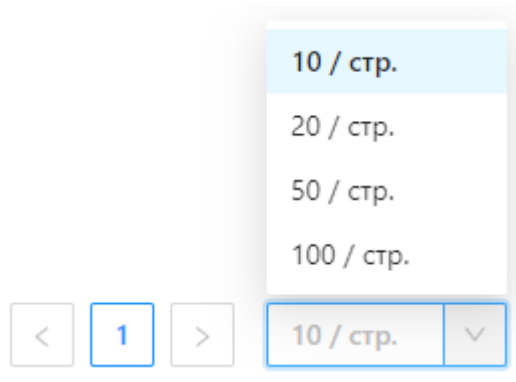 10 / стр.
20 / стр.
50 / стр.
100 / стр.
< 1 > 10 / стр.